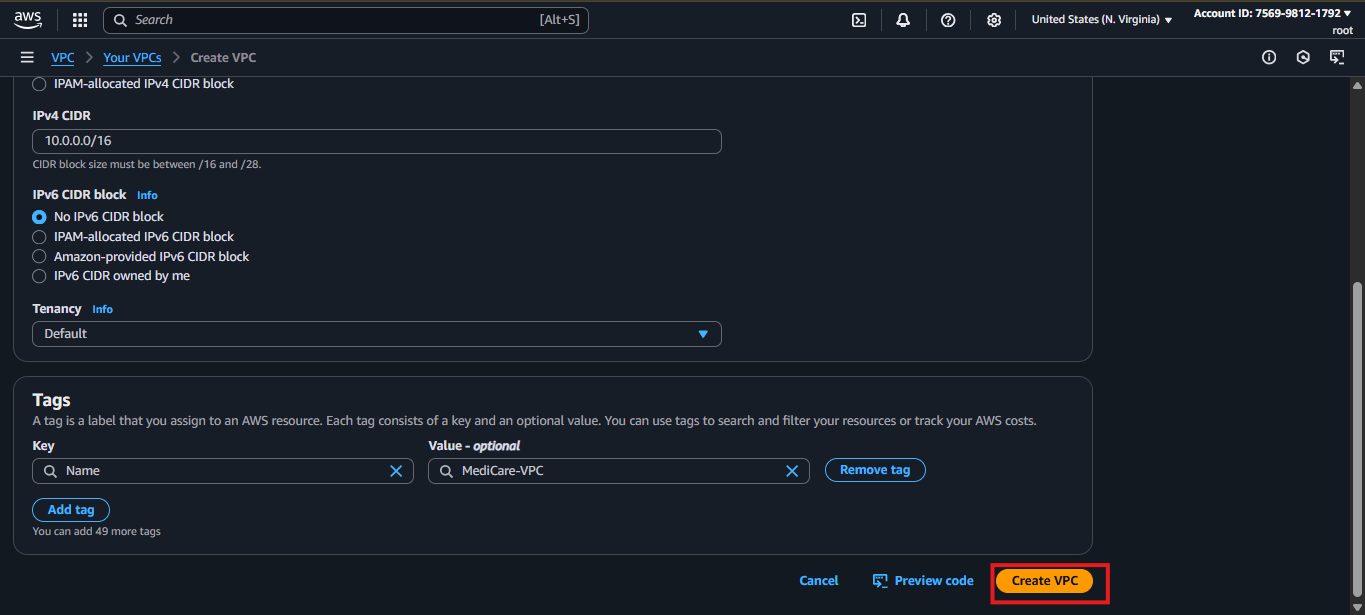 aws
Search [Alt+S]
United States (N. Virginia)
Account ID: 7569-9812-1792
root
VPC > Your VPCs > Create VPC
IPAM-allocated IPv4 CIDR block
IPv4 CIDR
10.0.0.0/16
CIDR block size must be between /16 and /28.
IPv6 CIDR block Info
No IPv6 CIDR block
IPAM-allocated IPv6 CIDR block
Amazon-provided IPv6 CIDR block
IPv6 CIDR owned by me
Tenancy Info
Default
Tags
A tag is a label that you assign to an AWS resource. Each tag consists of a key and an optional value. You can use tags to search and filter your resources or track your AWS costs.
Key Value - optional
Name MediCare-VPC Remove tag
Add tag
You can add 49 more tags
Cancel Preview code Create VPC